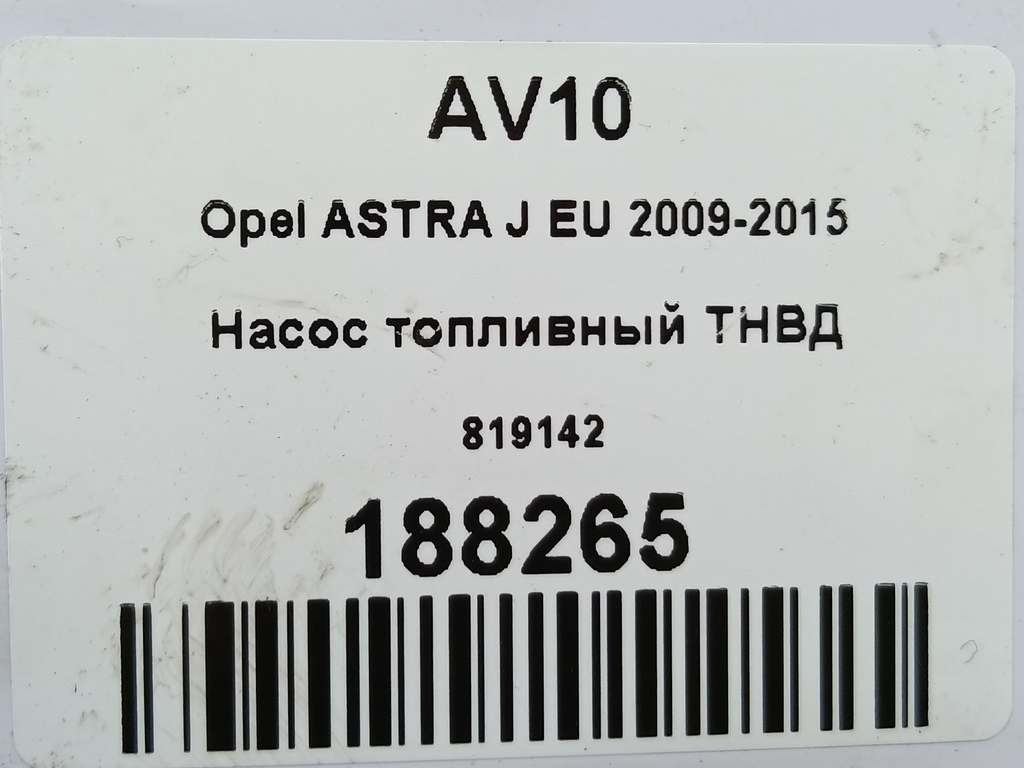 AV10
Opel ASTRA J EU 2009-2015
Насос топливный ТНВД
819142
188265